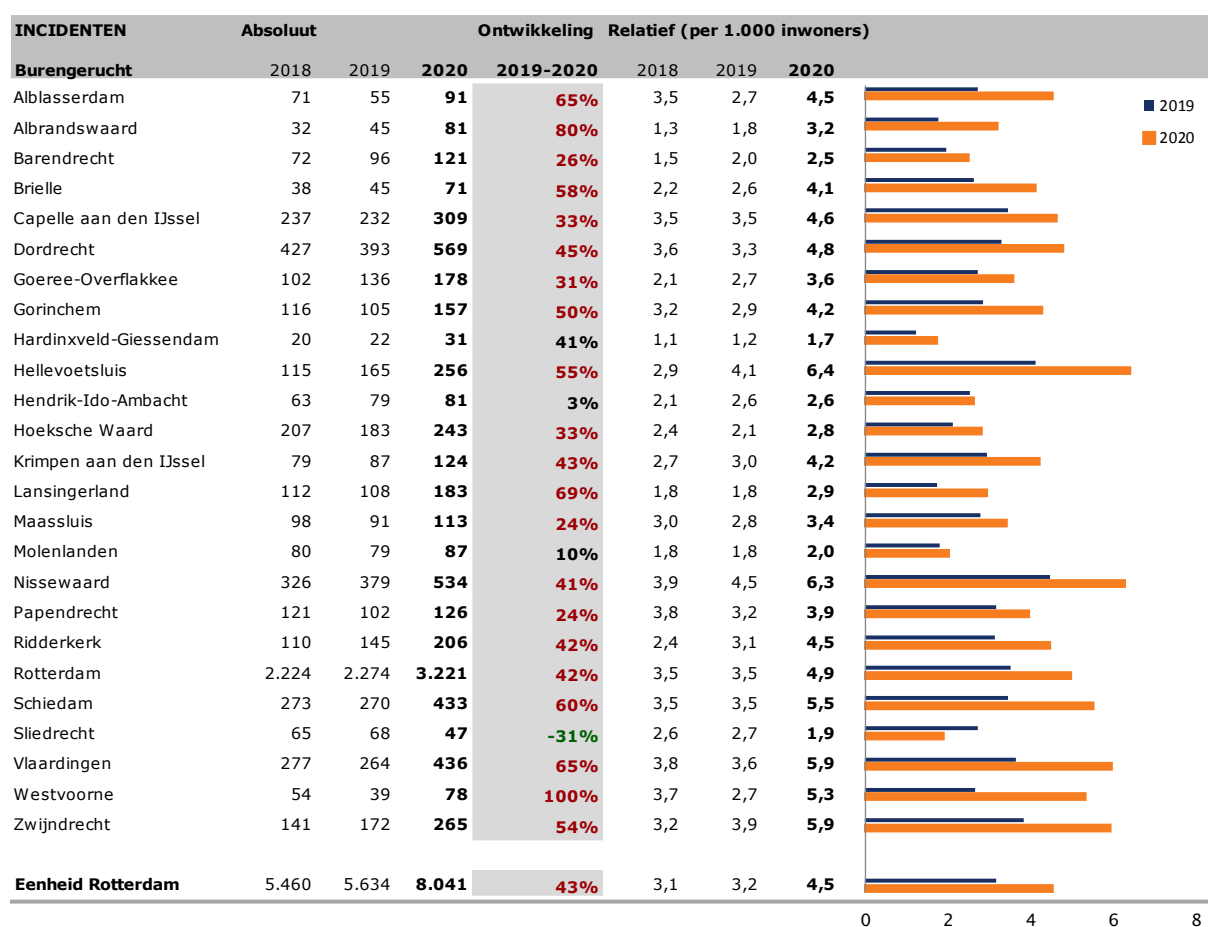 INCIDENTEN Absoluut Ontwikkeling Relatief (per 1.000 inwoners)
Burengerucht 2018 2019 2020 2019-2020 2018 2019 2020
Alblasserdam 71 55 91 65% 3,5 2,7 4,5
2019
Albrandswaard 32 45 81 80% 1,3 1,8 3,2
2020
Barendrecht 72 96 121 26% 1,5 2,0 2,5
Brielle 38 45 71 58% 2,2 2,6 4,1
Capelle aan den IJssel 237 232 309 33% 3,5 3,5 4,6
Dordrecht 427 393 569 45% 3,6 3,3 4,8
Goeree-Overflakkee 102 136 178 31% 2,1 2,7 3,6
Gorinchem 116 105 157 50% 3,2 2,9 4,2
Hardinxveld-Giessendam 20 22 31 41% 1,1 1,2 1,7
Hellevoetsluis 115 165 256 55% 2,9 4,1 6,4
Hendrik-Ido-Ambacht 63 79 81 3% 2,1 2,6 2,6
Hoeksche Waard 207 183 243 33% 2,4 2,1 2,8
Krimpen aan den IJssel 79 87 124 43% 2,7 3,0 4,2
Lansingerland 112 108 183 69% 1,8 1,8 2,9
Maassluis 98 91 113 24% 3,0 2,8 3,4
Molenlanden 80 79 87 10% 1,8 1,8 2,0
Nissewaard 326 379 534 41% 3,9 4,5 6,3
Papendrecht 121 102 126 24% 3,8 3,2 3,9
Ridderkerk 110 145 206 42% 2,4 3,1 4,5
Rotterdam 2.224 2.274 3.221 42% 3,5 3,5 4,9
Schiedam 273 270 433 60% 3,5 3,5 5,5
Sliedrecht 65 68 47 -31% 2,6 2,7 1,9
Vlaardingen 277 264 436 65% 3,8 3,6 5,9
Westvoorne 54 39 78 100% 3,7 2,7 5,3
Zwijndrecht 141 172 265 54% 3,2 3,9 5,9
Eenheid Rotterdam 5.460 5.634 8.041 43% 3,1 3,2 4,5
0 2 4 6 8